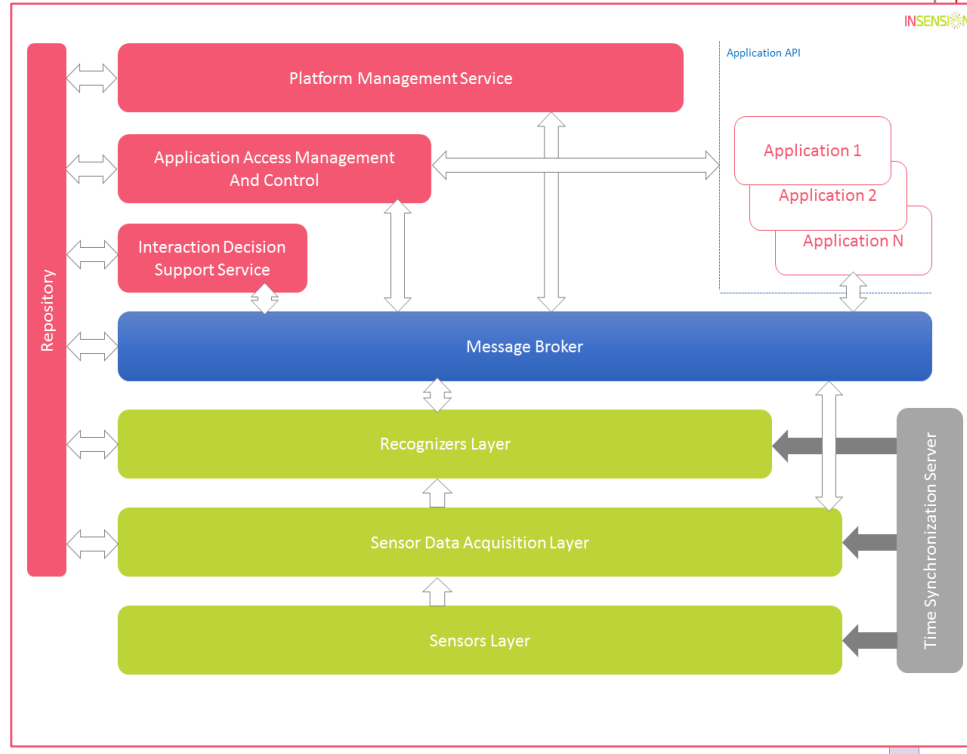 INSENSION
Application API
Platform Management Service
Application Access Management
And Control
Application 1
Application 2
Application N
Interaction Decision
Support Service
Repository
Message Broker
Recognizers Layer
Sensor Data Acquisition Layer
Sensors Layer
Time Synchronization Server